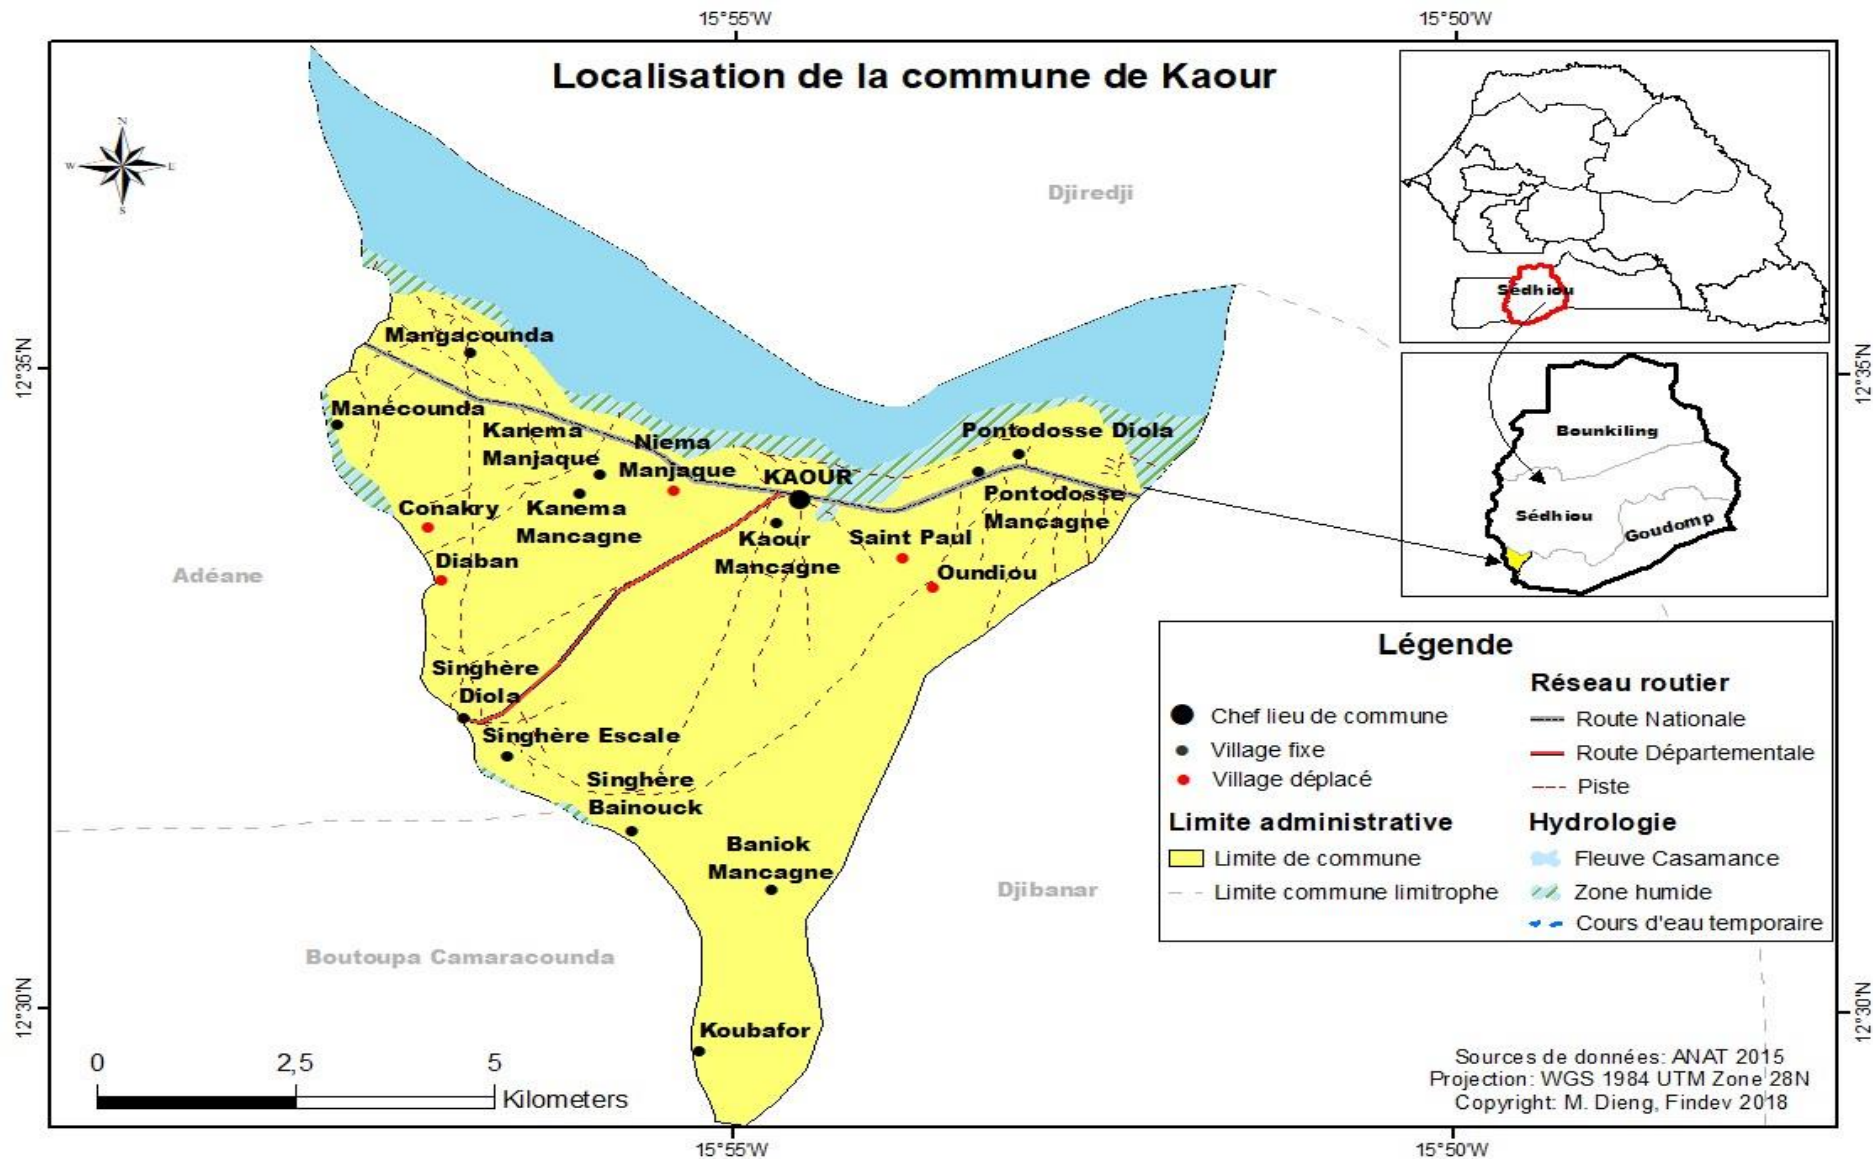 15°55'W
15°50'W
Localisation de la commune de Kaour
N
W
E
S
Djiredji
Sédhiou
12°35'N
12°35'N
Mangacounda
Manécounda
Kanema
Manjaque
Niema
Manjaque
Pontodosse Diola
KAOUR
Conakry
Kanema
Mancagne
Kaour
Mancagne
Saint Paul
Pontodosse
Mancagne
Diaban
Oundiou
Adéane
Bounkiling
Sédhiou
Goudomp
Singhère
Diola
Singhère Escale
Singhère
Bainouck
Baniok
Mancagne
Djibanar
Boutoupa Camaracounda
Koubafor
Légende
Chef lieu de commune
Village fixe
Village déplacé
Limite administrative
Limite de commune
Limite commune limitrophe
Réseau routier
Route Nationale
Route Départementale
Piste
Hydrologie
Fleuve Casamance
Zone humide
Cours d'eau temporaire
12°30'N
12°30'N
0 2,5 5
Kilometers
Sources de données: ANAT 2015
Projection: WGS 1984 UTM Zone 28N
Copyright: M. Dieng, Findev 2018
15°55'W
15°50'W